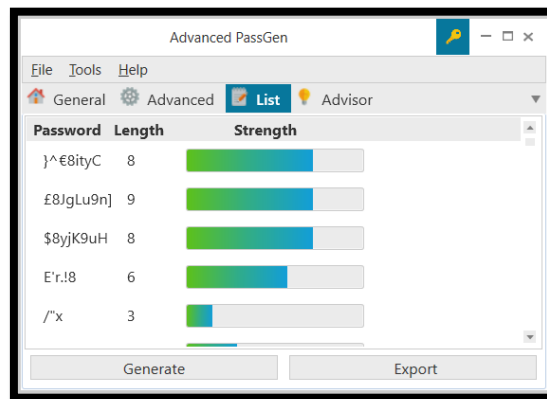 Advanced PassGen
File Tools Help
General Advanced List Advisor
Password Length Strength
}^€8ityC 8
£8JgLu9n] 9
$8yjK9uH 8
E'r.!8 6
/"x 3
Generate Export